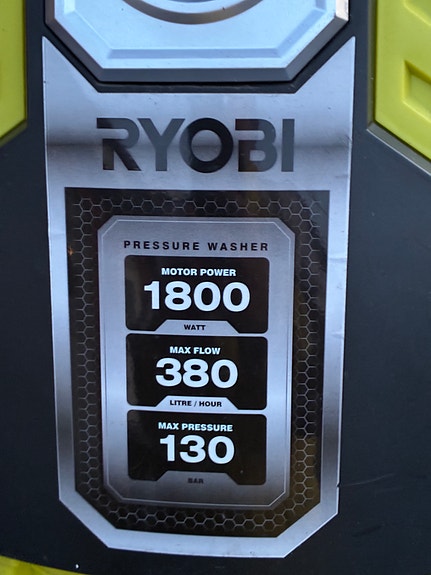 RYOBI
PRESSURE WASHER
MOTOR POWER
1800
WATT
MAX FLOW
380
LITRE / HOUR
MAX PRESSURE
130
BAR